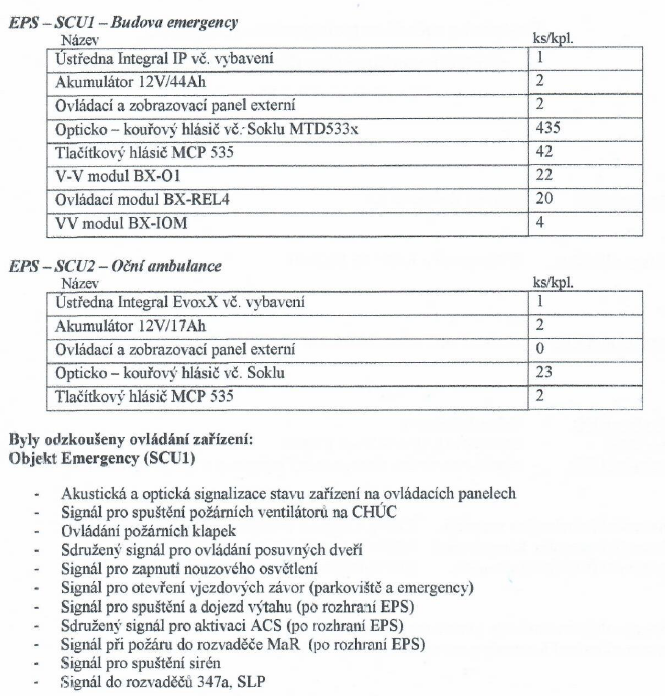 EPS – SCU1 – Budova emergency
Název ks/kpl.
Ústředna Integral IP vč. vybavení 1
Akumulátor 12V/44Ah 2
Ovládací a zobrazovací panel externí 2
Opticko – kouřový hlásič vč. Soklu MTD533x 435
Tlačítkový hlásič MCP 535 42
V-V modul BX-O1 22
Ovládací modul BX-REL4 20
VV modul BX-IOM 4
EPS – SCU2 – Oční ambulance
Název ks/kpl.
Ústředna Integral EvoxX vč. vybavení 1
Akumulátor 12V/17Ah 2
Ovládací a zobrazovací panel externí 0
Opticko – kouřový hlásič vč. Soklu 23
Tlačítkový hlásič MCP 535 2
Byly odzkoušeny ovládání zařízení:
Objekt Emergency (SCU1)
- Akustická a optická signalizace stavu zařízení na ovládacích panelech
- Signál pro spuštění požárních ventilátorů na CHÚC
- Ovládání požárních klapek
- Sdružený signál pro ovládání posuvných dveří
- Signál pro zapnutí nouzového osvětlení
- Signál pro otevření vjezdových závor (parkoviště a emergency)
- Signál pro spuštění a dojezd výtahu (po rozhraní EPS)
- Sdružený signál pro aktivaci ACS (po rozhraní EPS)
- Signál při požáru do rozvaděče MaR (po rozhraní EPS)
- Signál pro spuštění sirén
- Signál do rozvaděčů 347a, SLP